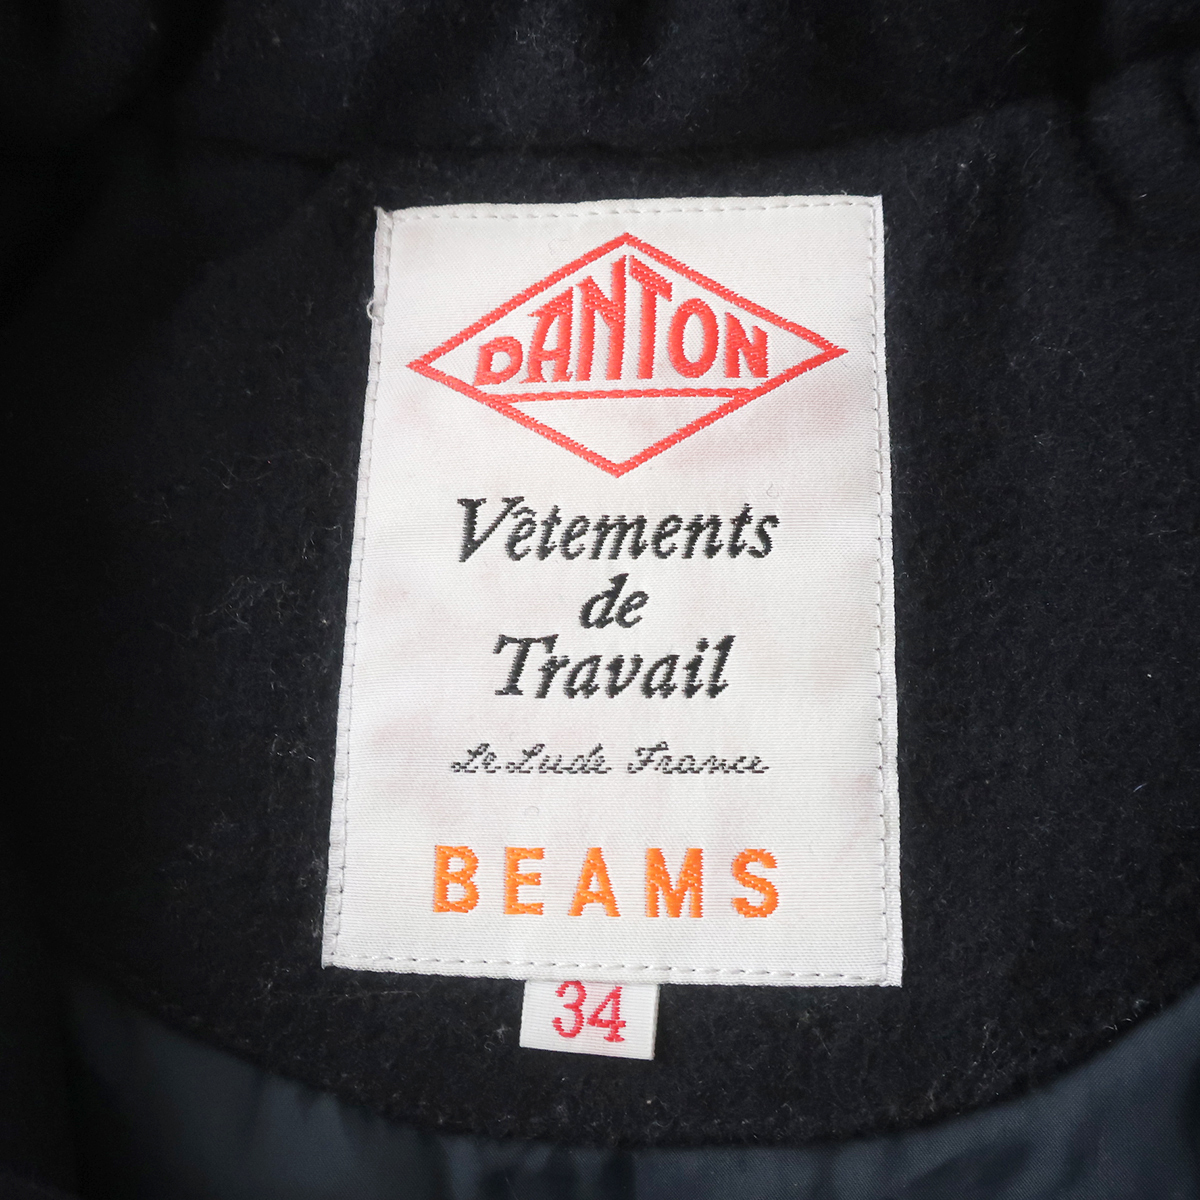 DANTON
Vêtements
de
Travail
Le Lude France
BEAMS
34